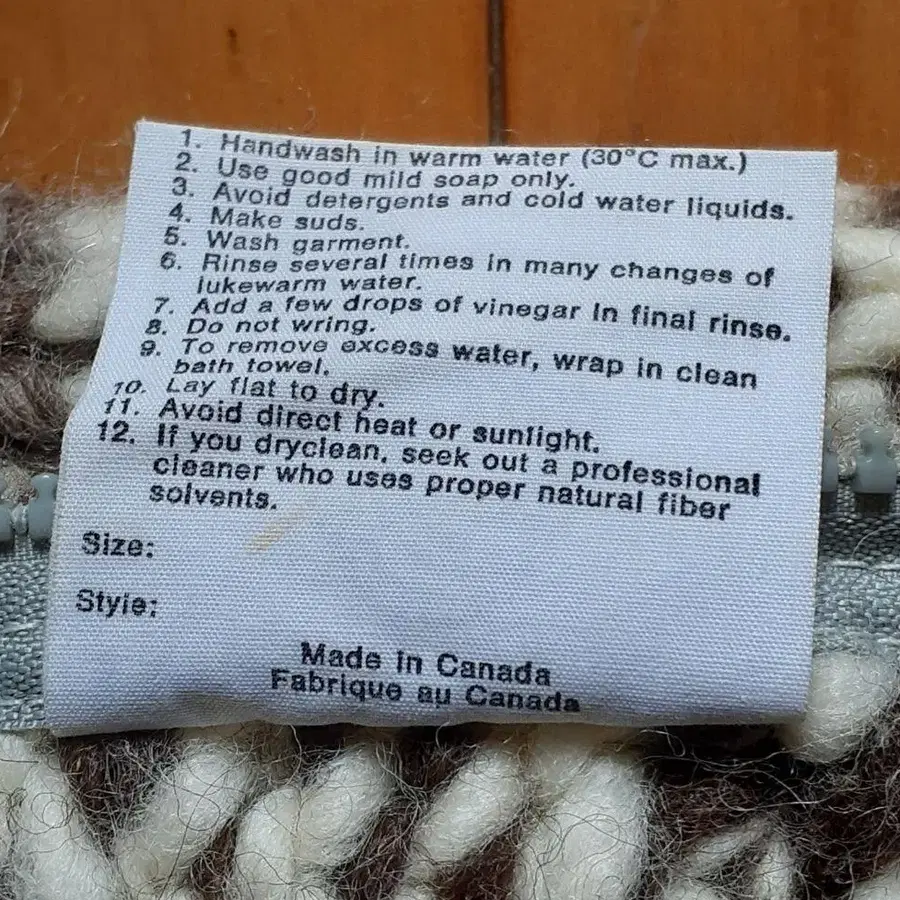 1. Handwash in warm water (30°C max.)
2. Use good mild soap only.
3. Avoid detergents and cold water liquids.
4. Make suds.
5. Wash garment.
6. Rinse several times in many changes of
lukewarm water.
7. Add a few drops of vinegar in final rinse.
8. Do not wring.
9. To remove excess water, wrap in clean
bath towel.
10. Lay flat to dry.
11. Avoid direct heat or sunlight.
12. If you dryclean, seek out a professional
cleaner who uses proper natural fiber
solvents.
Size:
Style:
Made in Canada
Fabrique au Canada